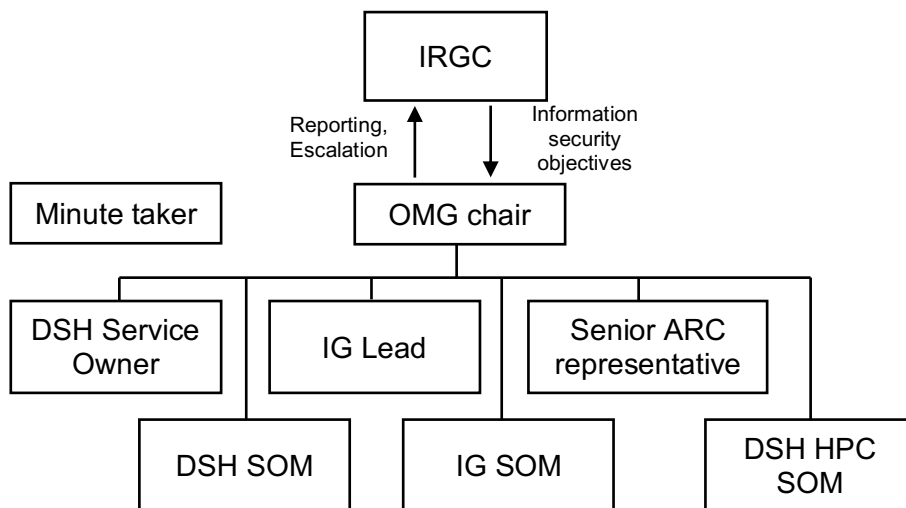 IRGC
Reporting,
Escalation
Information
security
objectives
Minute taker
OMG chair
DSH Service
Owner
IG Lead
Senior ARC
representative
DSH SOM
IG SOM
DSH HPC
SOM